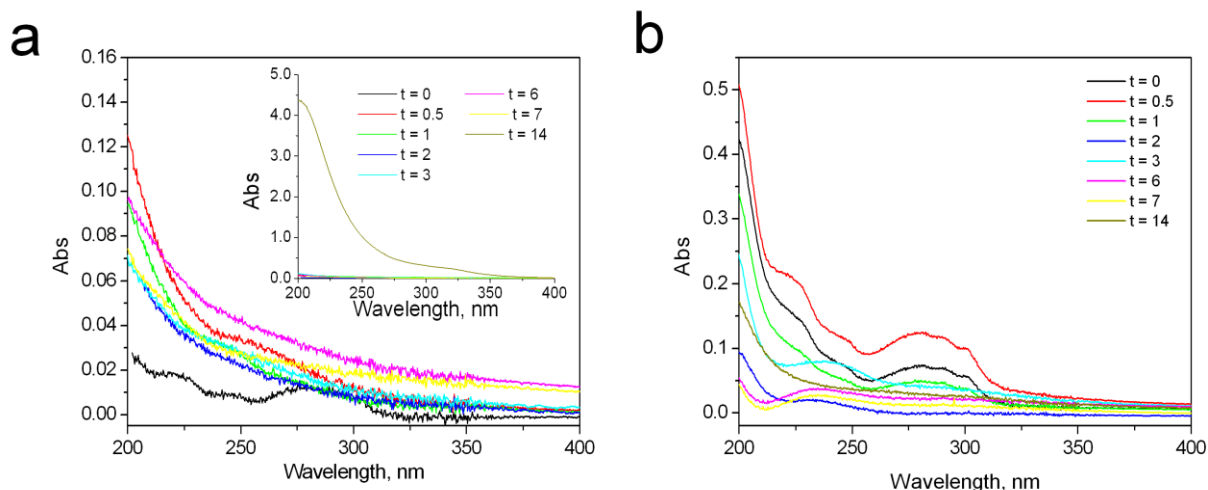 a
0.16
0.14
0.12
0.10
0.08
0.06
0.04
0.02
0.00
Abs
200 250 300 350 400
Wavelength, nm
5.0
4.0
3.0
2.0
1.0
0.0
Abs
200 250 300 350 400
Wavelength, nm
t = 0
t = 0.5
t = 1
t = 2
t = 3
t = 6
t = 7
t = 14
b
0.5
0.4
0.3
0.2
0.1
0.0
Abs
200 250 300 350 400
Wavelength, nm
t = 0
t = 0.5
t = 1
t = 2
t = 3
t = 6
t = 7
t = 14